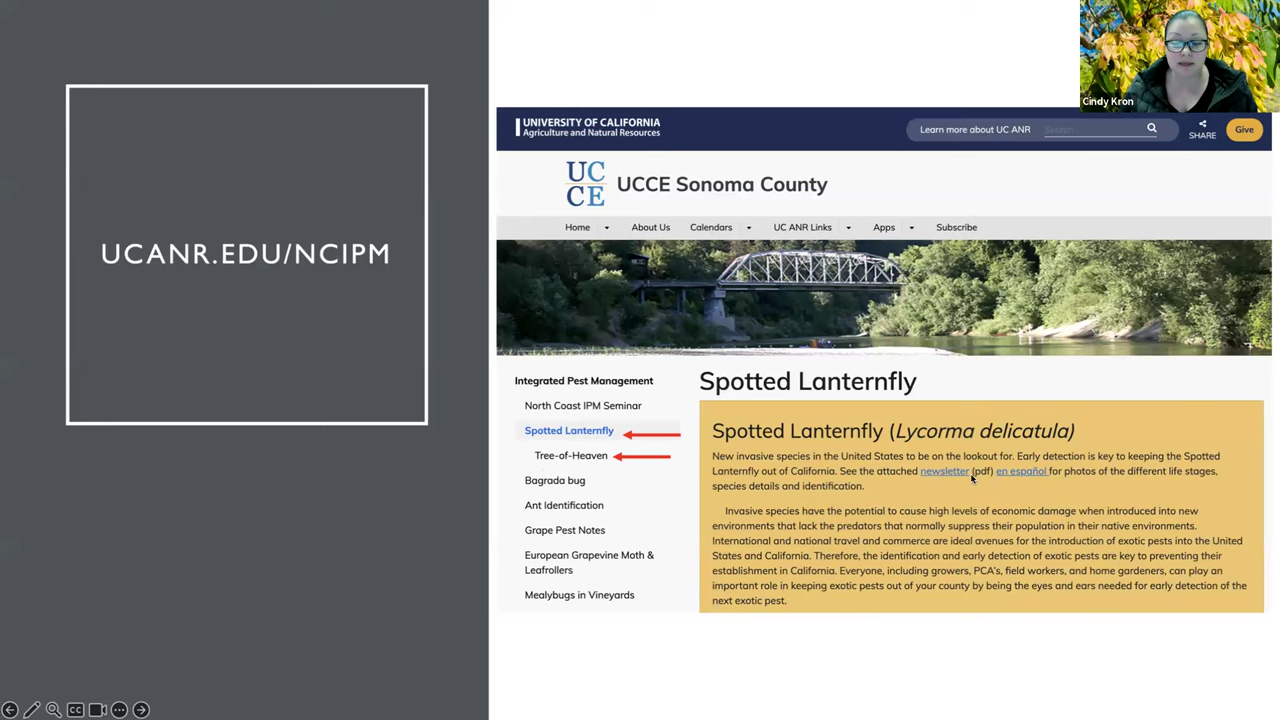 UCANR.EDU/NCIPM
Cindy Kron
UNIVERSITY OF CALIFORNIA
Agriculture and Natural Resources
Learn more about UC ANR
Search
SHARE
Give
UC
CE
UCCE Sonoma County
Home
About Us
Calendars
UC ANR Links
Apps
Subscribe
Integrated Pest Management
North Coast IPM Seminar
Spotted Lanternfly
Tree-of-Heaven
Bagrada bug
Ant Identification
Grape Pest Notes
European Grapevine Moth &
Leafrollers
Mealybugs in Vineyards
Spotted Lanternfly
Spotted Lanternfly (Lycorma delicatula)
New invasive species in the United States to be on the lookout for. Early detection is key to keeping the Spotted
Lanternfly out of California. See the attached newsletter (pdf) en español for photos of the different life stages,
species details and identification.
Invasive species have the potential to cause high levels of economic damage when introduced into new
environments that lack the predators that normally suppress their population in their native environments.
International and national travel and commerce are ideal avenues for the introduction of exotic pests into the United
States and California. Therefore, the identification and early detection of exotic pests are key to preventing their
establishment in California. Everyone, including growers, PCA's, field workers, and home gardeners, can play an
important role in keeping exotic pests out of your county by being the eyes and ears needed for early detection of the
next exotic pest.
CC